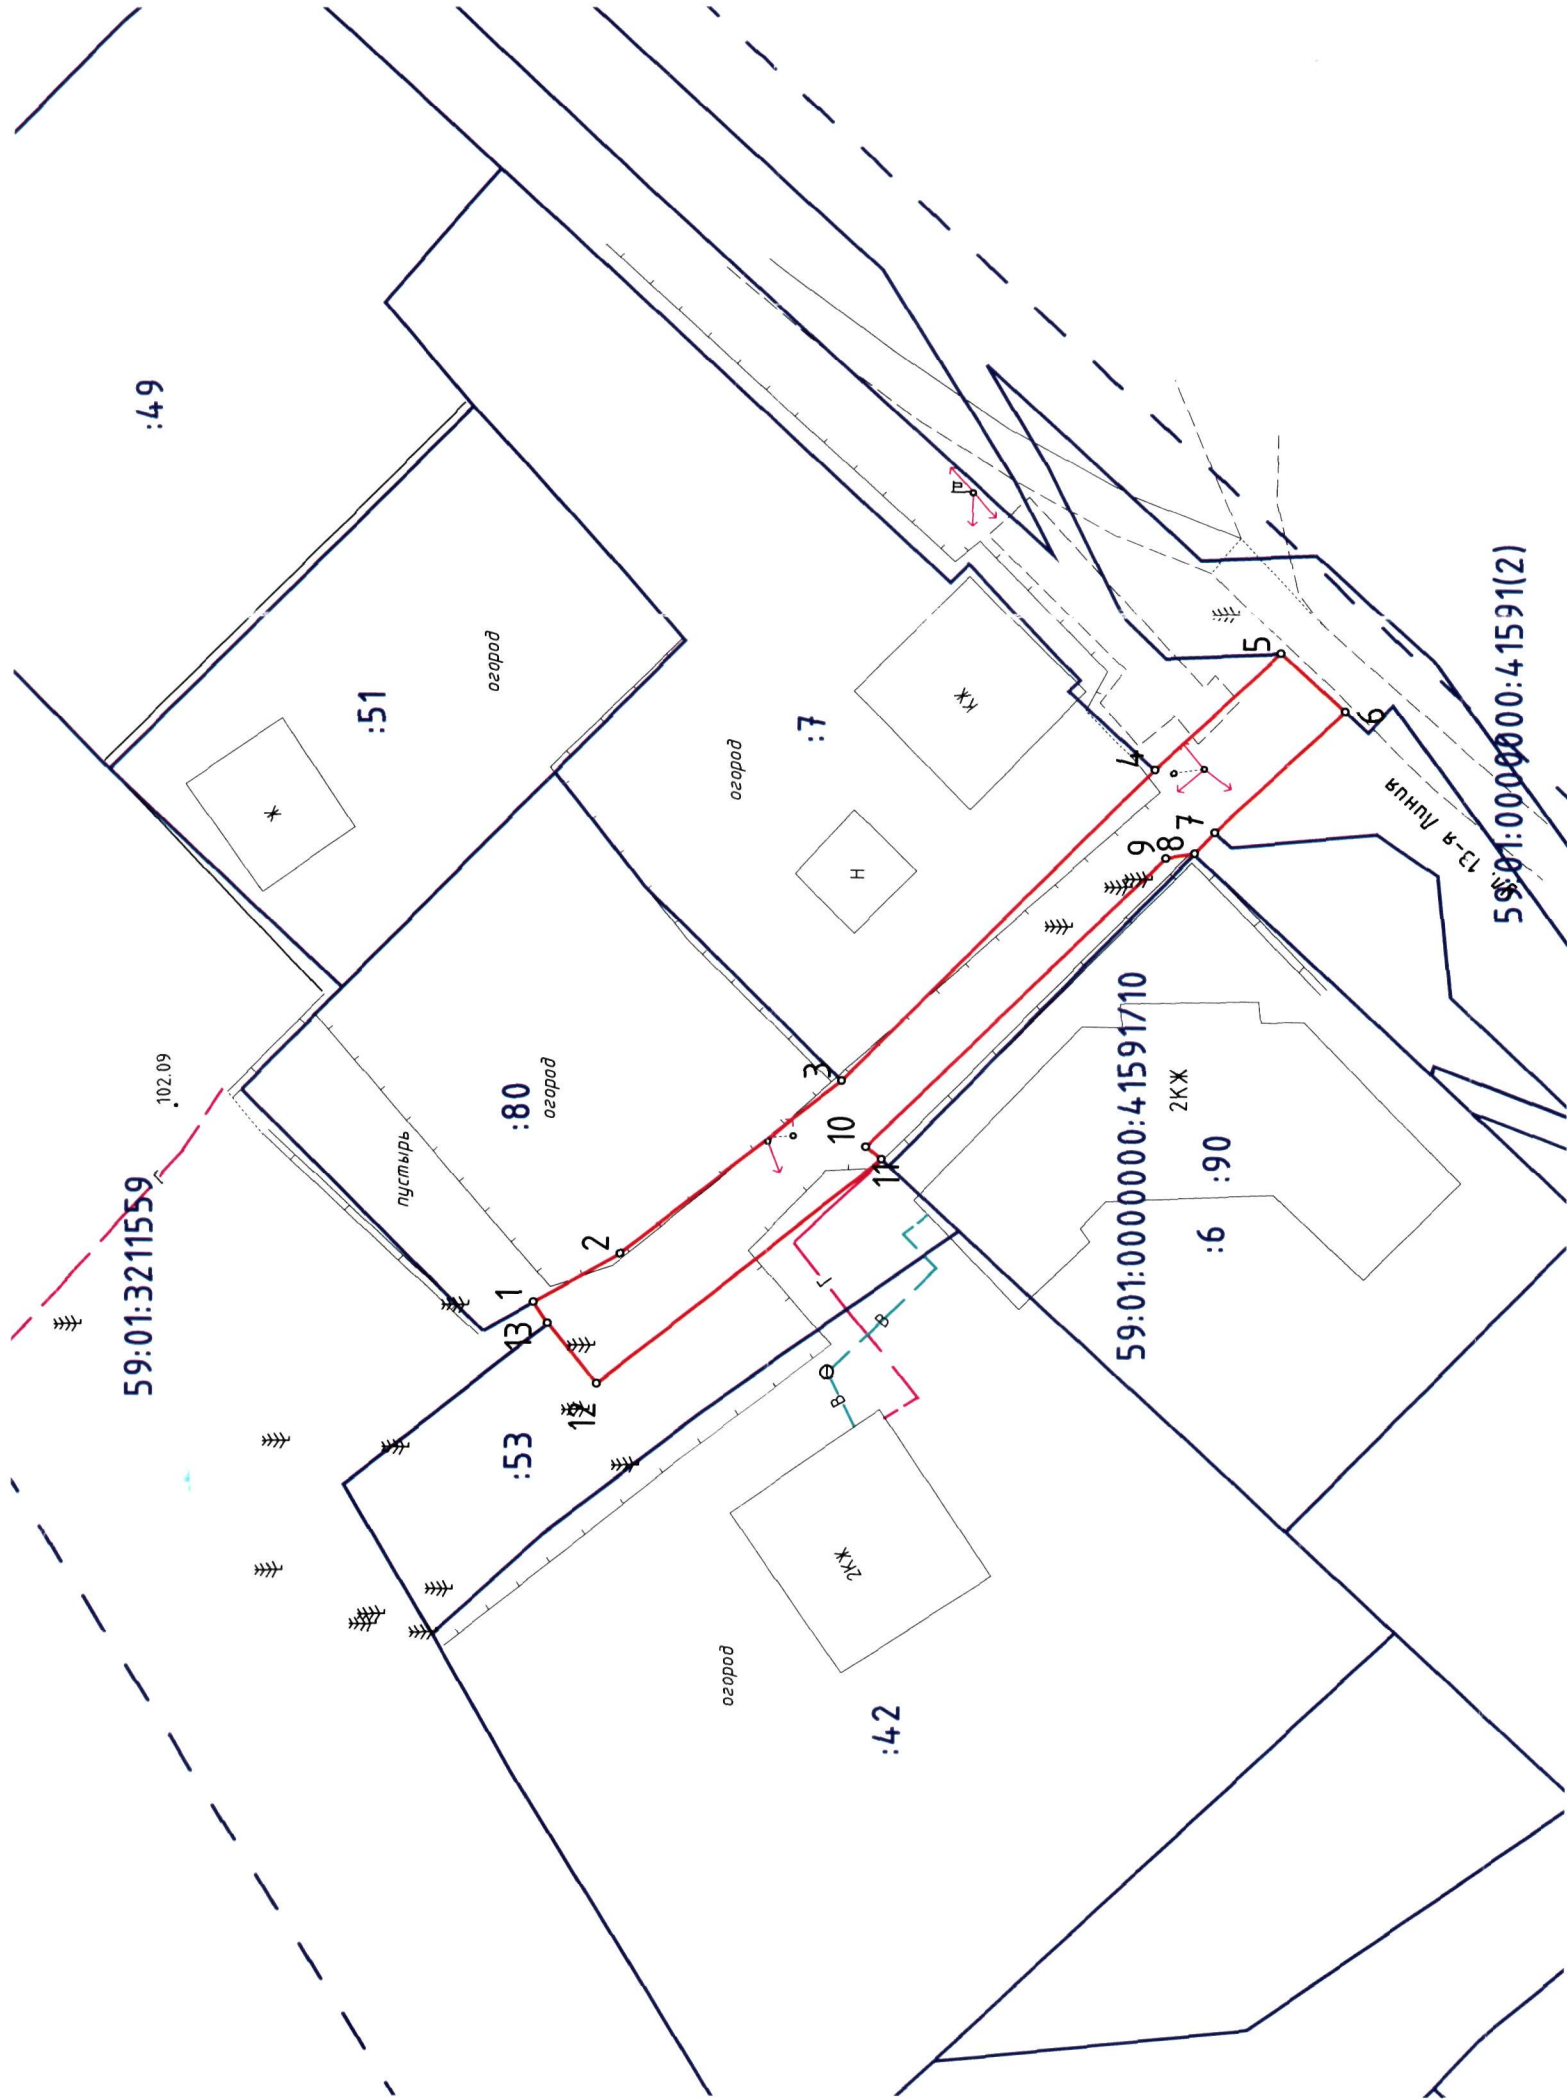 :49
59:01:3211559
102.09
Г
:51
Ж
огород
пустырь
:80
огород
:7
огород
КЖ
Н
1
2
3
4
5
6
7
8
9
10
11
12
13
:53
Г
В
В
2КЖ
огород
:42
59:01:0000000:41591/10
2КЖ
:90
:6
ул. 13-я Линия
59:01:0000000:41591(2)